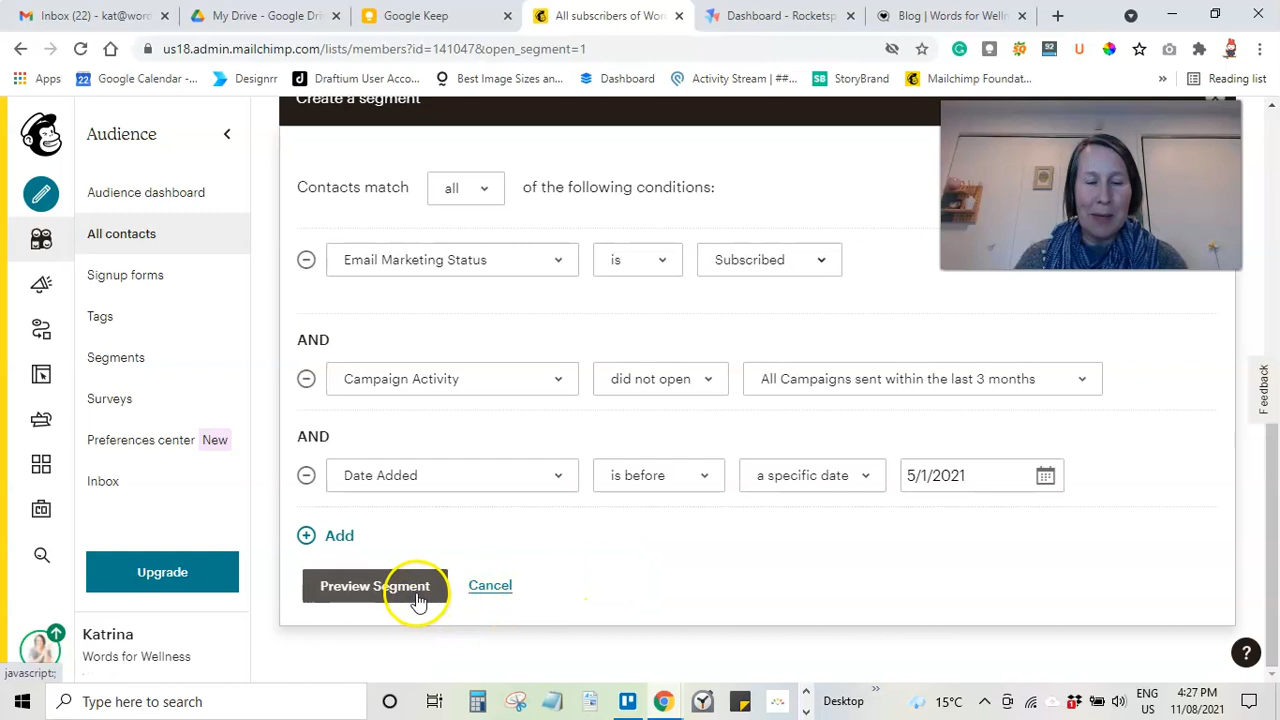 Inbox (22) - kat@word
My Drive - Google Dri
Google Keep
All subscribers of Wor
Dashboard - Rocketsp
Blog | Words for Welln
us18.admin.mailchimp.com/lists/members?id=141047&open_segment=1
Apps
Google Calendar -...
Designrr
Draftium User Acco...
Best Image Sizes an...
Dashboard
Activity Stream | ##...
StoryBrand
Mailchimp Foundat...
»
Reading list
Create a segment
Audience
Audience dashboard
All contacts
Signup forms
Tags
Segments
Surveys
Preferences center New
Inbox
Upgrade
Katrina
Words for Wellness
Contacts match all of the following conditions:
Email Marketing Status is Subscribed
AND
Campaign Activity did not open All Campaigns sent within the last 3 months
AND
Date Added is before a specific date 5/1/2021
Add
Preview Segment Cancel
Feedback
?
javascript:;
Type here to search
Desktop
»
15°C
ENG
US
4:27 PM
11/08/2021